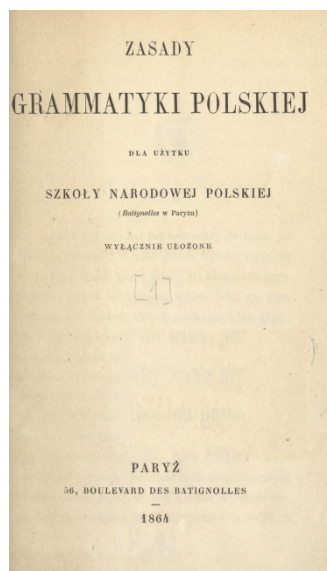 ZASADY
GRAMMATYKI POLSKIEJ
DLA UŻYTKU
SZKOŁY NARODOWEJ POLSKIEJ
(Batignolles w Paryżu)
WYŁĄCZNIE UŁOŻONE
[1]
PARYŻ
56, BOULEVARD DES BATIGNOLLES
1864